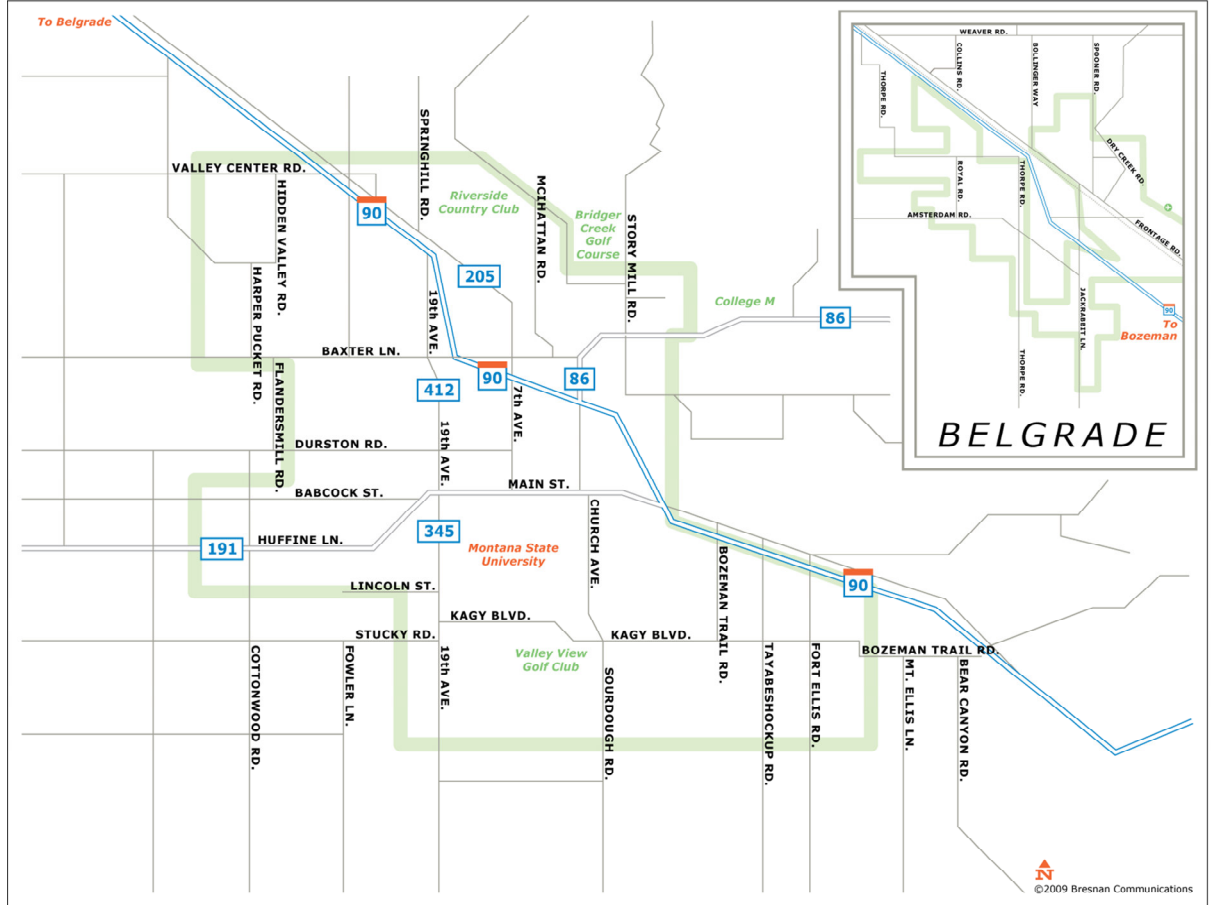 To Belgrade
VALLEY CENTER RD.
HIDDEN VALLEY RD.
HARPER PUCKET RD.
90
SPRINGHILL RD.
Riverside
Country Club
MCIHATTAN RD.
Bridger
Creek
Golf
Course
STORY MILL RD.
205
19th AVE.
College M
86
BAXTER LN.
90
86
412
FLANDERSMILL RD.
7th AVE.
19th AVE.
DURSTON RD.
BABCOCK ST.
MAIN ST.
CHURCH AVE.
191
HUFFINE LN.
345
Montana State
University
BOZEMAN TRAIL RD.
90
LINCOLN ST.
KAGY BLVD.
STUCKY RD.
KAGY BLVD.
BOZEMAN TRAIL RD.
Valley View
Golf Club
COTTONWOOD RD.
FOWLER LN.
19th AVE.
SOURDOUGH RD.
TAYABESHOCKUP RD.
FORT ELLIS RD.
MT. ELLIS LN.
BEAR CANYON RD.
WEAVER RD.
COLLINS RD.
BOLLINGER WAY
SPOONER RD.
THORPE RD.
DRY CREEK RD.
ROYAL RD.
THORPE RD.
AMSTERDAM RD.
FRONTAGE RD.
JACKRABBIT LN.
90
To
Bozeman
THORPE RD.
BELGRADE
N
©2009 Bresnan Communications